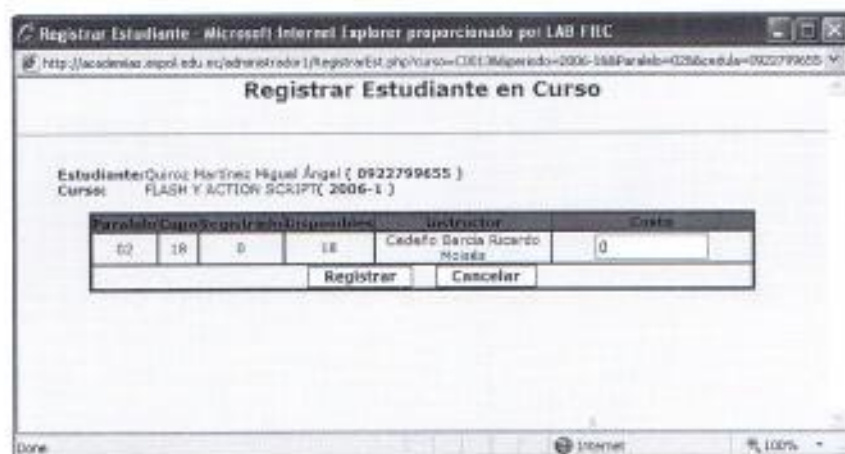 Registrar Estudiante - Microsoft Internet Explorer proporcionado por LAB FIEC
Registrar Estudiante en Curso
Estudiante:Quiroz Martínez Miguel Ángel ( 0922799655 )
Curso: FLASH Y ACTION SCRIPT( 2006-1 )
Paralelo Cupo Registrado Disponibles Instructor Costo
02 18 0 18 Cedeño García Ricardo Moisés 0
Registrar Cancelar
Done Internet 100%